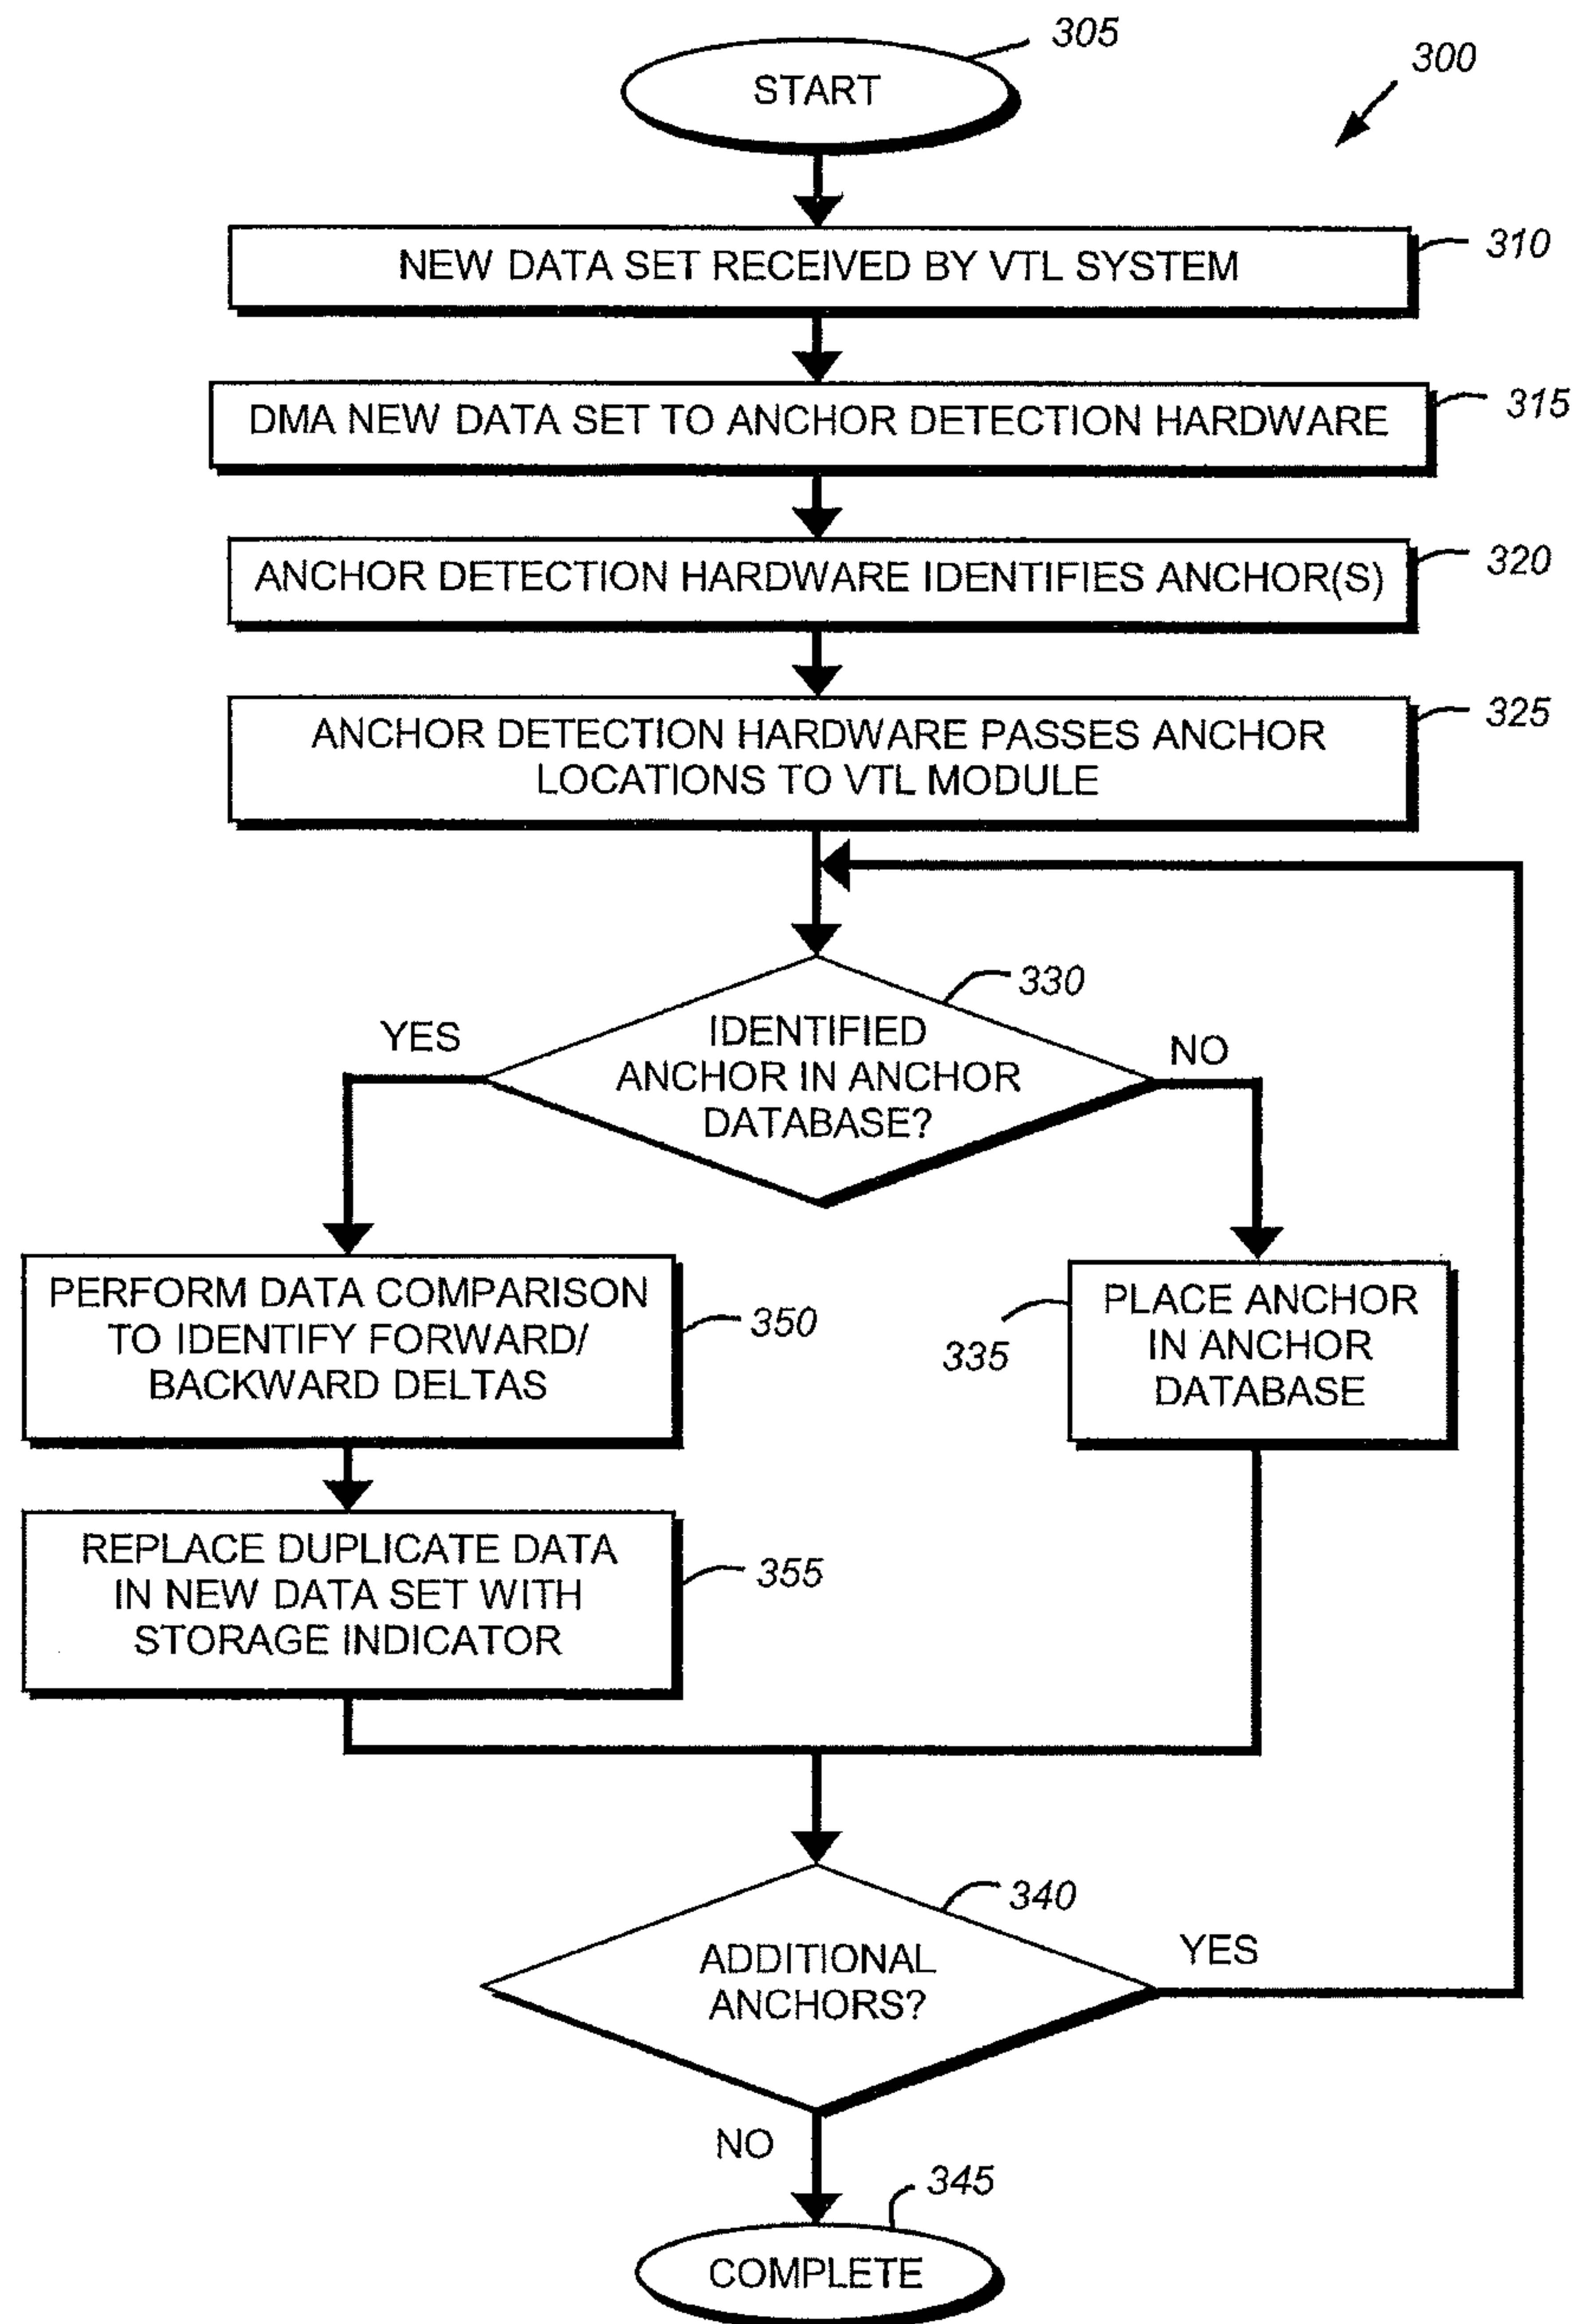 START
305
300
NEW DATA SET RECEIVED BY VTL SYSTEM
310
DMA NEW DATA SET TO ANCHOR DETECTION HARDWARE
315
ANCHOR DETECTION HARDWARE IDENTIFIES ANCHOR(S)
320
ANCHOR DETECTION HARDWARE PASSES ANCHOR
LOCATIONS TO VTL MODULE
325
330
YES
IDENTIFIED
ANCHOR IN ANCHOR
DATABASE?
NO
PERFORM DATA COMPARISON
TO IDENTIFY FORWARD/
BACKWARD DELTAS
350
335
PLACE ANCHOR
IN ANCHOR
DATABASE
REPLACE DUPLICATE DATA
IN NEW DATA SET WITH
STORAGE INDICATOR
355
340
ADDITIONAL
ANCHORS?
YES
NO
345
COMPLETE